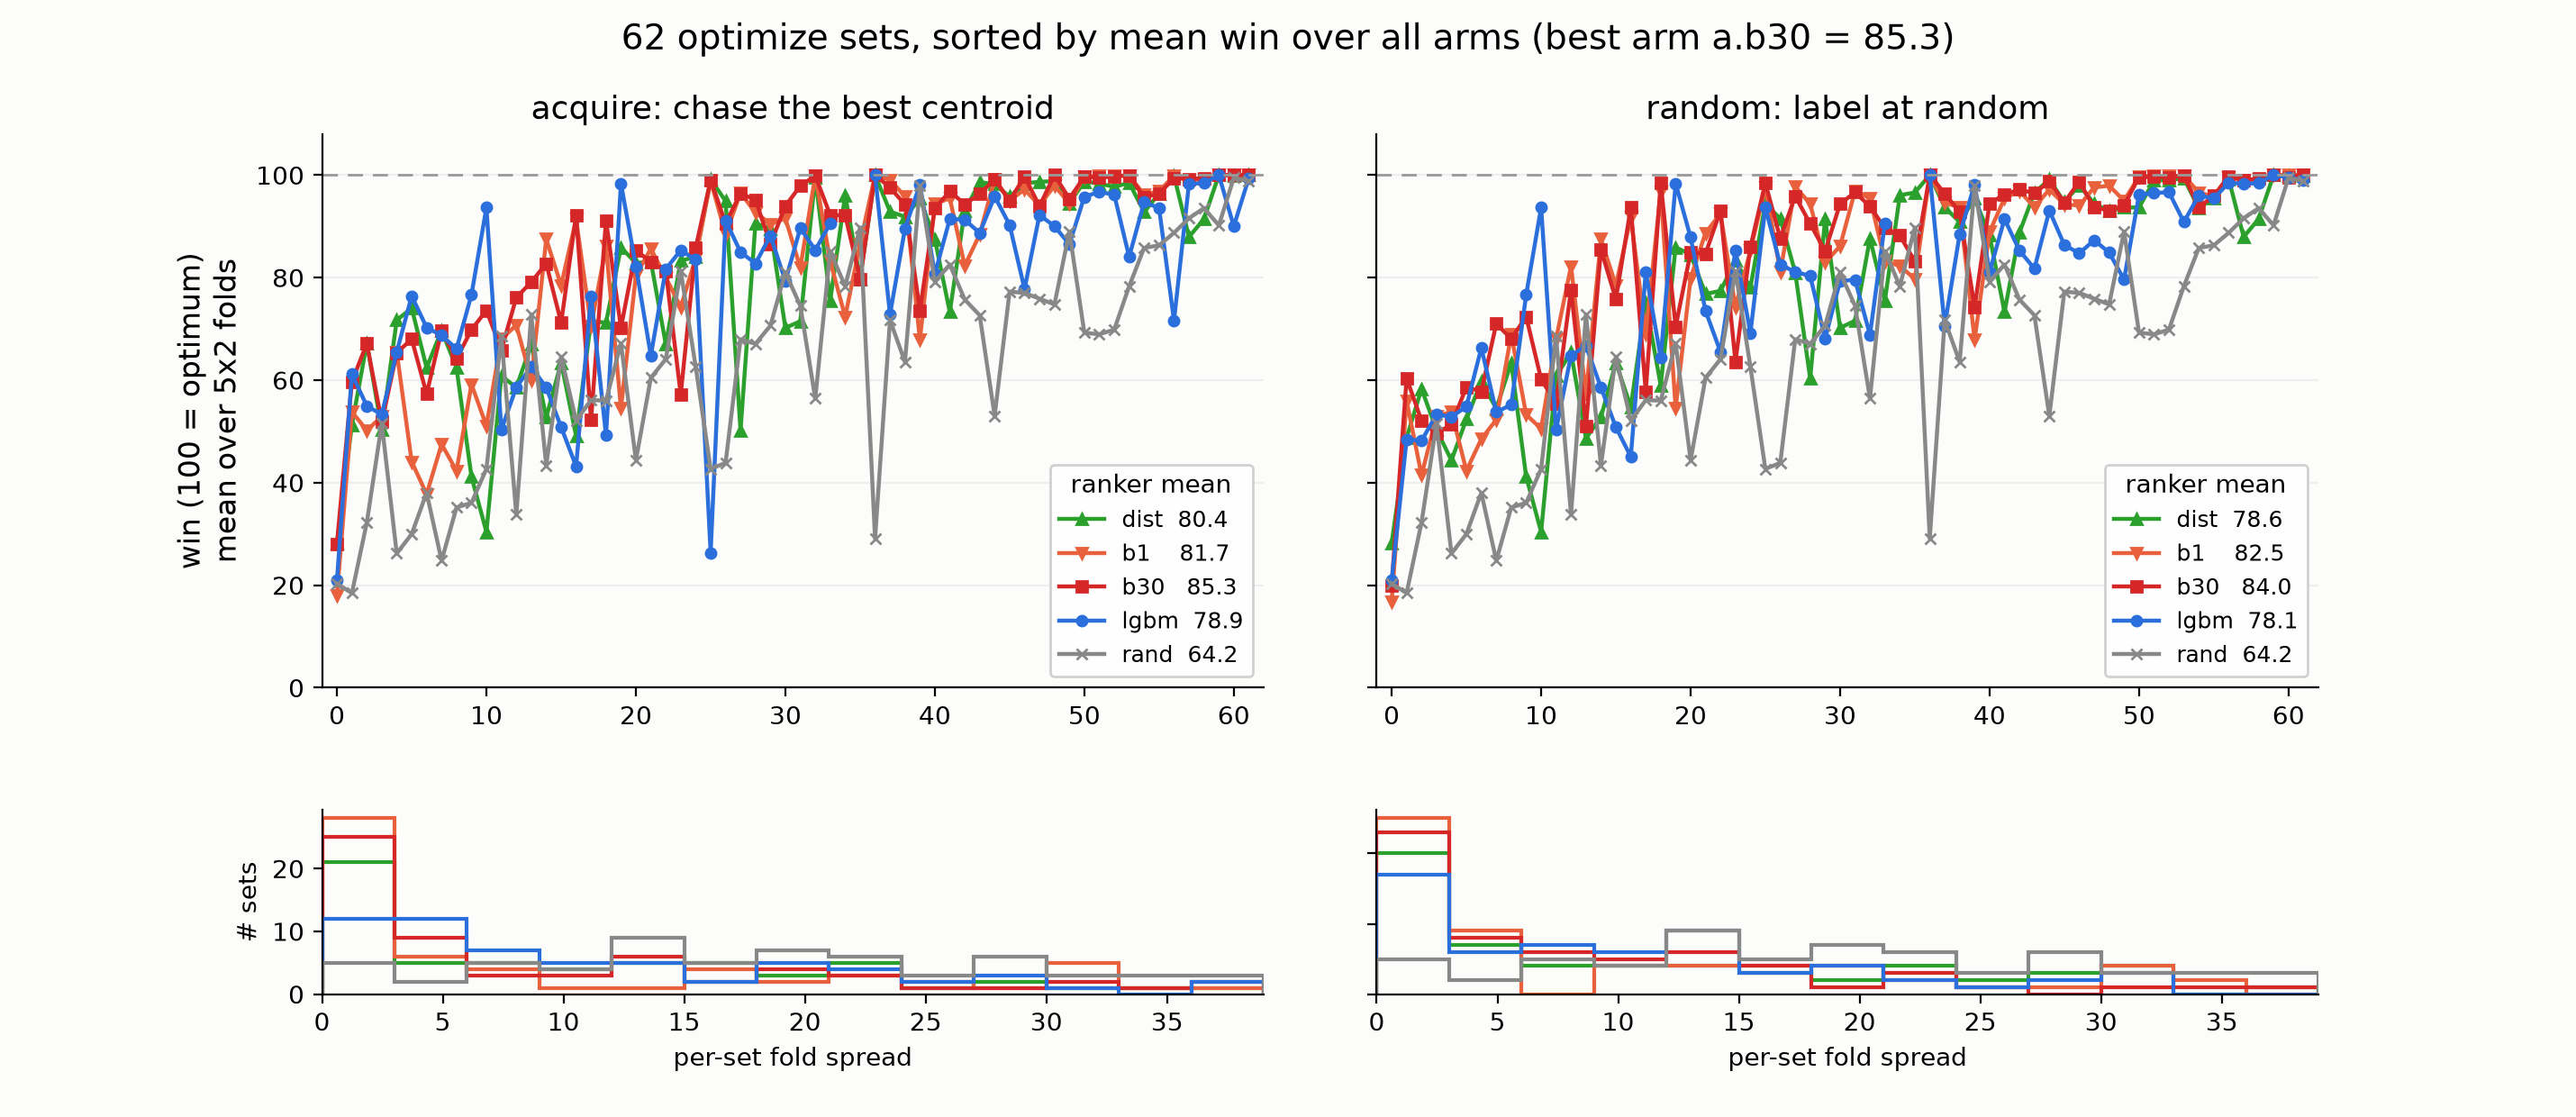 62 optimize sets, sorted by mean win over all arms (best arm a.b30 = 85.3)
acquire: chase the best centroid
random: label at random
win (100 = optimum)
mean over 5x2 folds
100
80
60
40
20
0
ranker mean
dist 80.4
b1 81.7
b30 85.3
lgbm 78.9
rand 64.2
0 10 20 30 40 50 60
ranker mean
dist 78.6
b1 82.5
b30 84.0
lgbm 78.1
rand 64.2
0 10 20 30 40 50 60
# sets
20
10
0
0 5 10 15 20 25 30 35
per-set fold spread
0 5 10 15 20 25 30 35
per-set fold spread